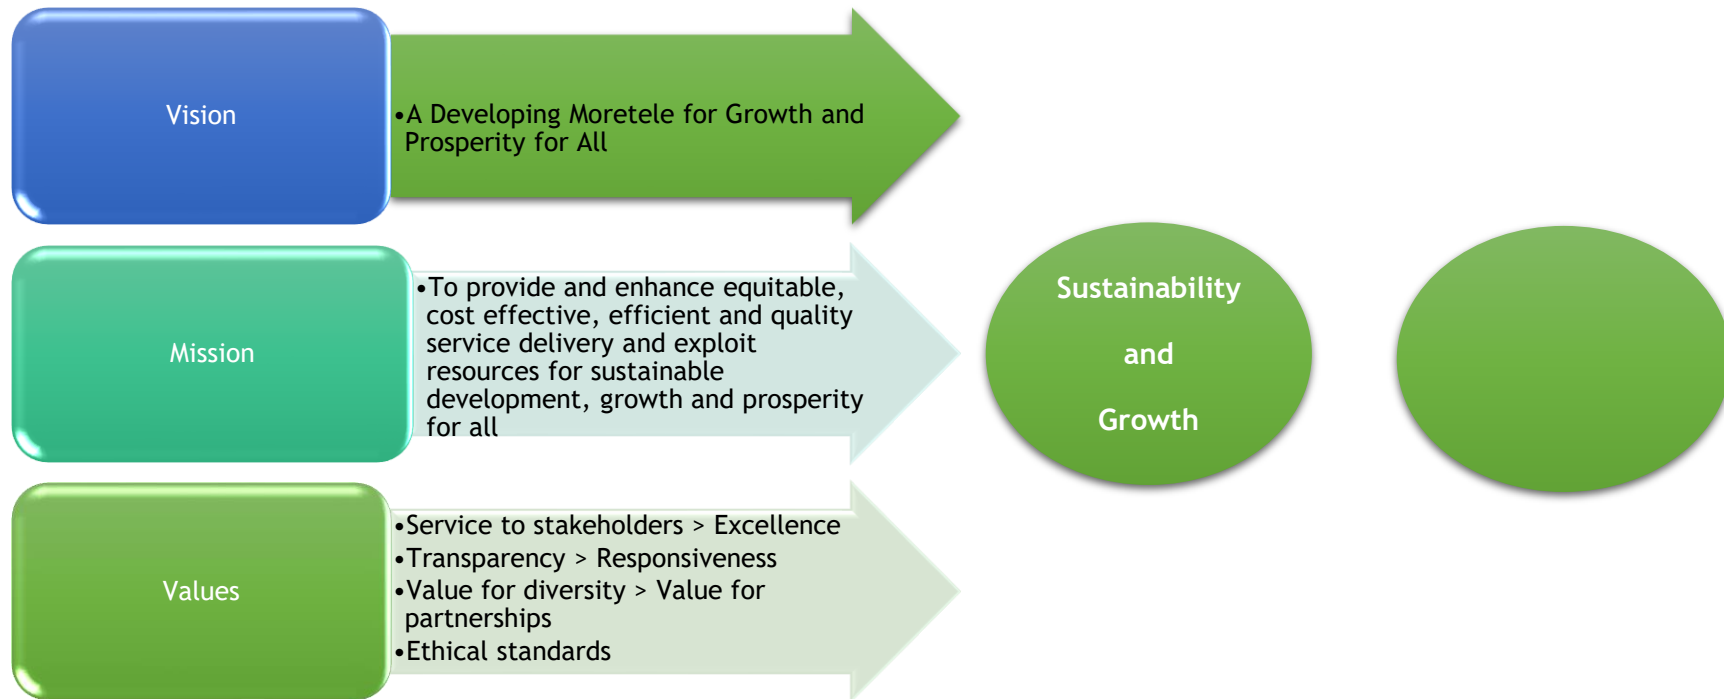 Vision
•A Developing Moretele for Growth and
Prosperity for All
Mission
•To provide and enhance equitable,
cost effective, efficient and quality
service delivery and exploit
resources for sustainable
development, growth and prosperity
for all
Values
•Service to stakeholders > Excellence
•Transparency > Responsiveness
•Value for diversity > Value for
partnerships
•Ethical standards
Sustainability
and
Growth